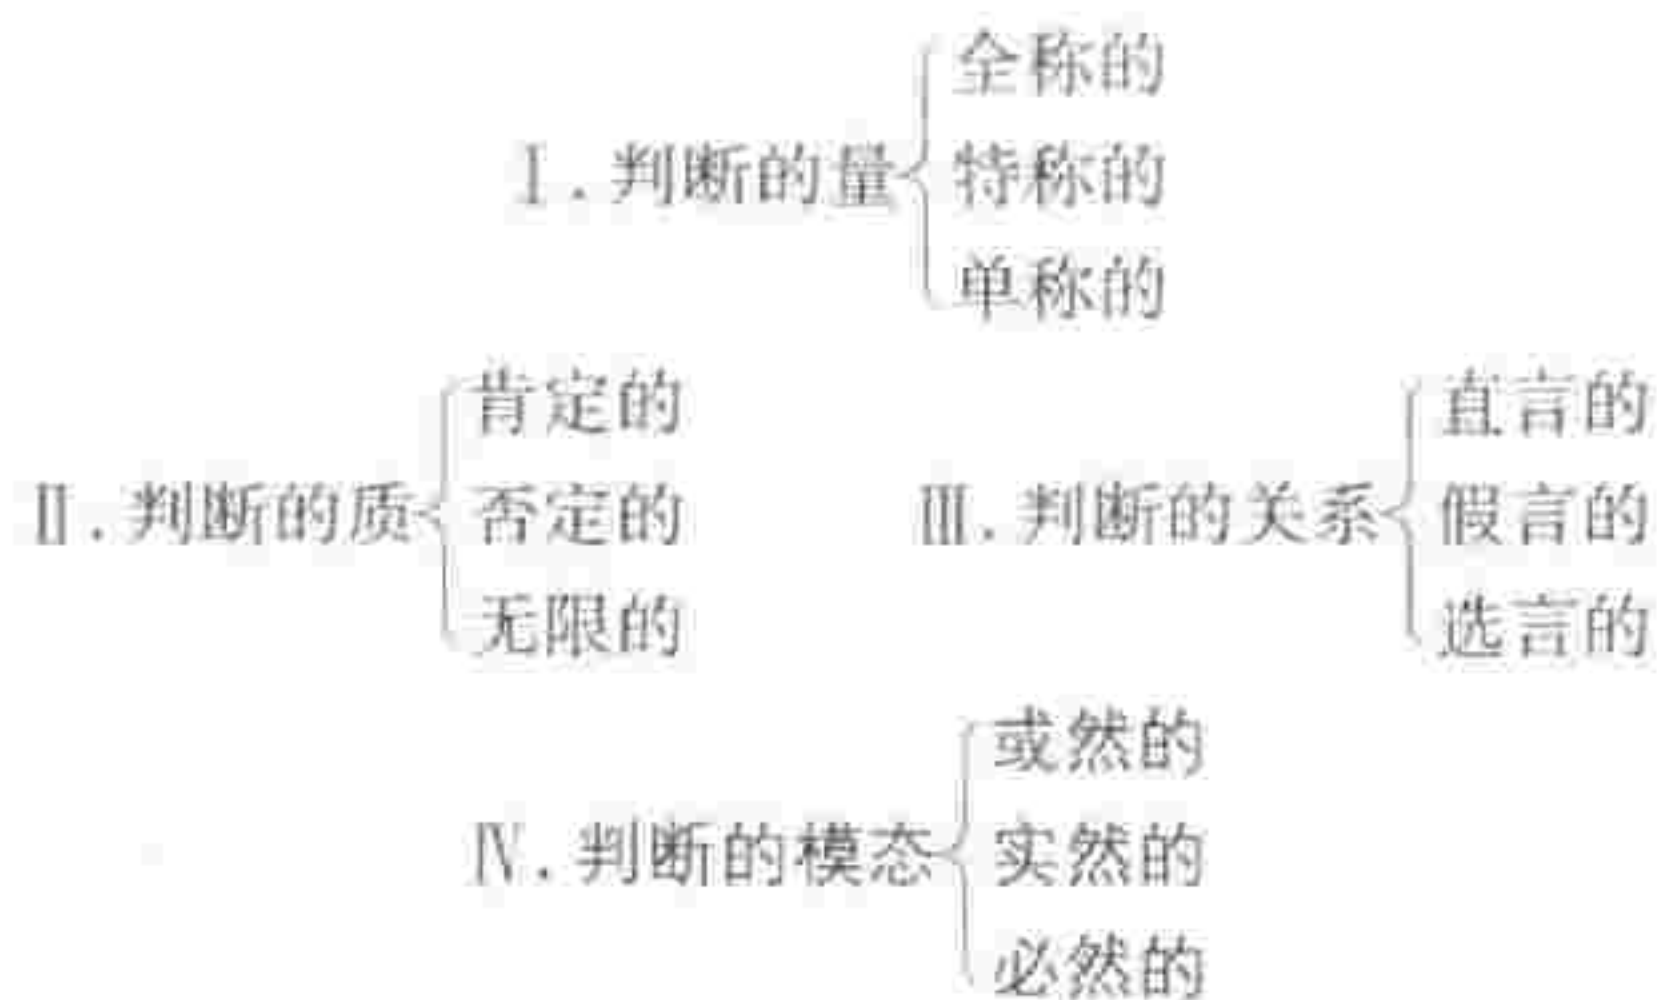 全称的
Ⅰ.判断的量 特称的
单称的
肯定的
Ⅱ.判断的质 否定的
无限的
直言的
Ⅲ.判断的关系 假言的
选言的
或然的
Ⅳ.判断的模态 实然的
必然的